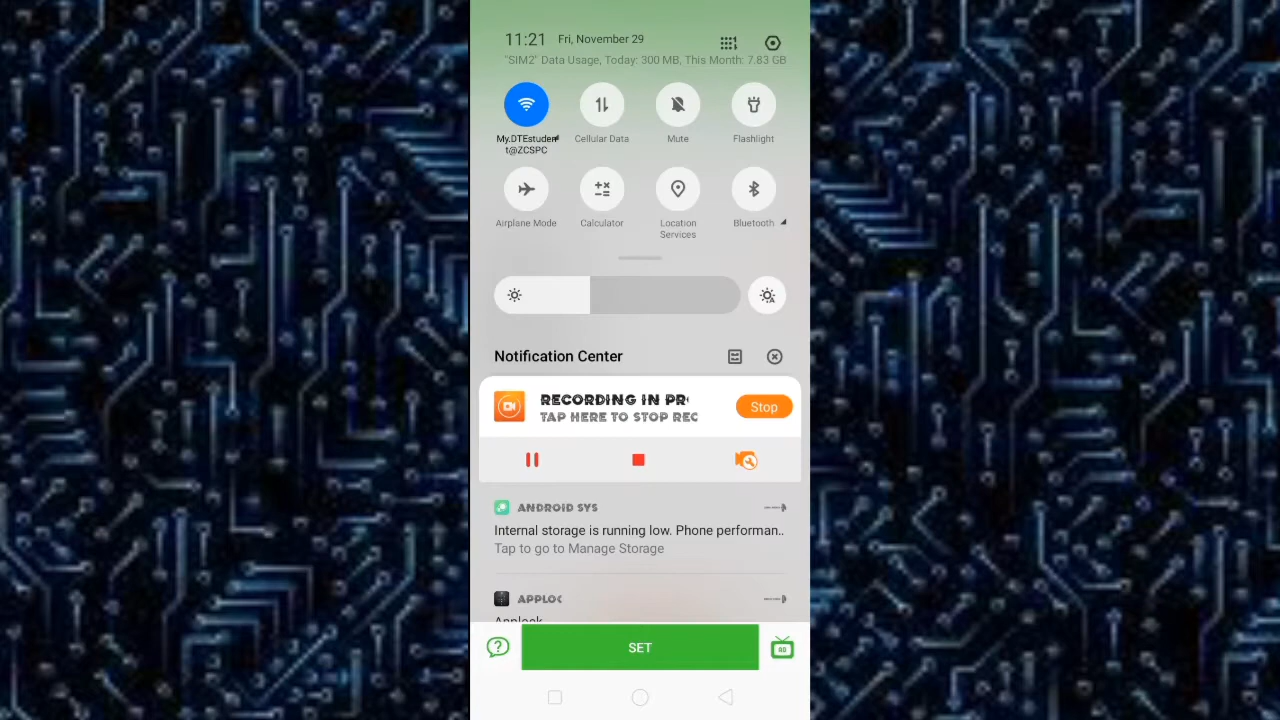 11:21 Fri, November 29
"SIM2" Data Usage, Today: 300 MB, This Month: 7.83 GB
My.DTEstuden
t@ZCSPC
Cellular Data
Mute
Flashlight
Airplane Mode
Calculator
Location
Services
Bluetooth
Notification Center
RECORDING IN PR
TAP HERE TO STOP REC
Stop
ANDROID SYS
Internal storage is running low. Phone performan..
Tap to go to Manage Storage
APPLOC
Applock
SET
AD